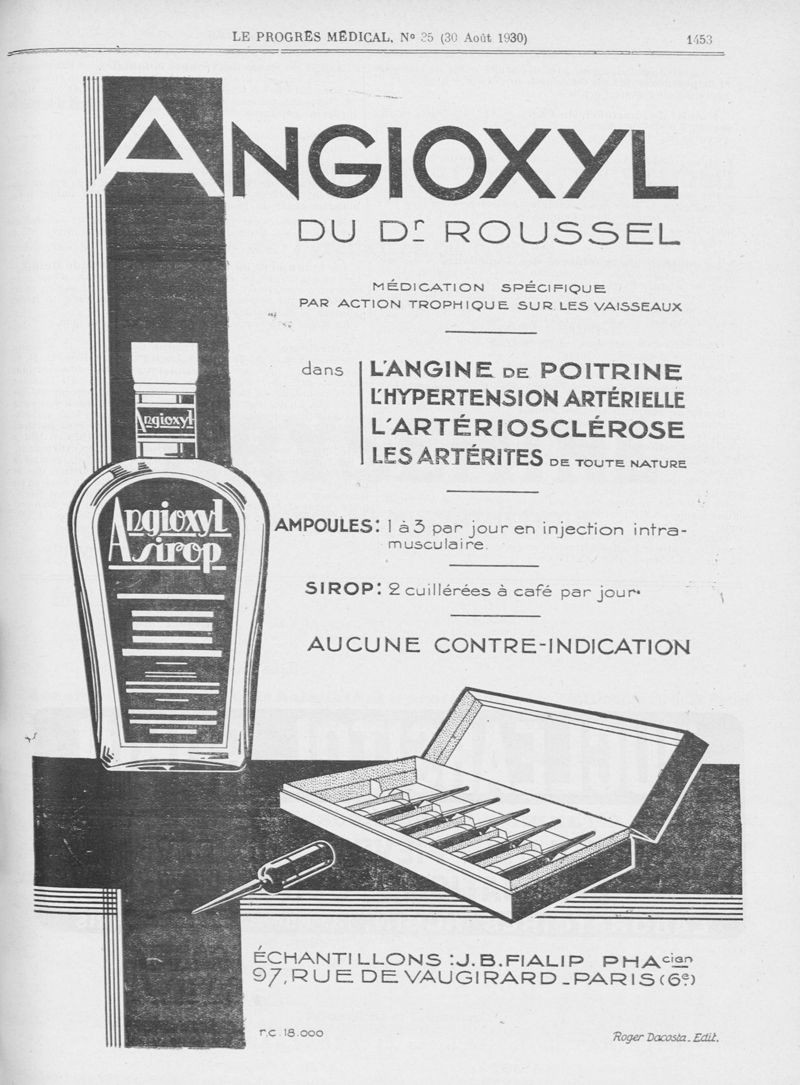 LE PROGRÈS MÉDICAL, Nº 35 (30 Août 1930)
1453
ANGIOXYL
DU Dr ROUSSEL
MÉDICATION SPÉCIFIQUE
PAR ACTION TROPHIQUE SUR LES VAISSEAUX
dans
L'ANGINE DE POITRINE
L'HYPERTENSION ARTÉRIELLE
L'ARTÉRIOSCLÉROSE
LES ARTÉRITES DE TOUTE NATURE
Angioxyl
Angioxyl
sirop
AMPOULES: 1 à 3 par jour en injection intra-
musculaire
SIROP: 2 cuillérées à café par jour.
AUCUNE CONTRE-INDICATION
ÉCHANTILLONS: J.B. FIALIP PHAcien
97, RUE DE VAUGIRARD_PARIS (6e)
r.c. 18.000
Roger Dacosta. Edit.